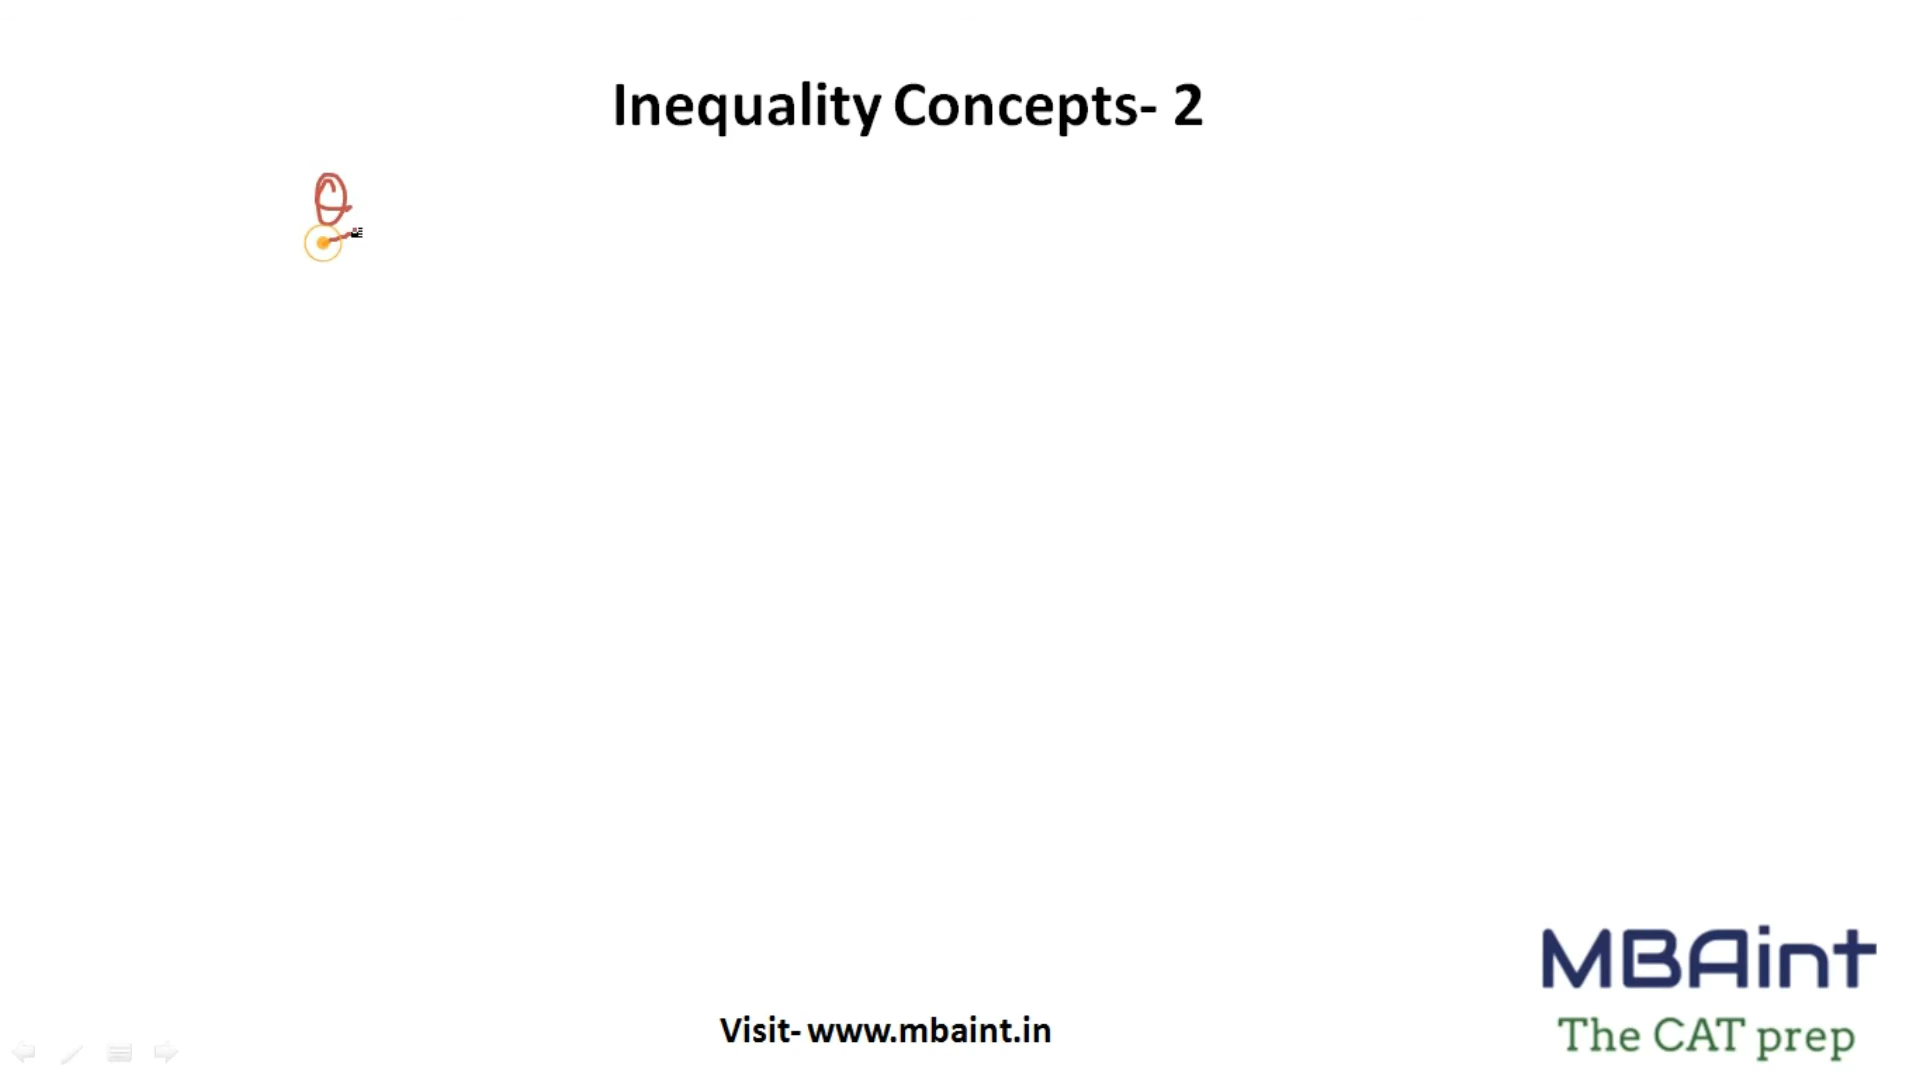 Inequality Concepts- 2
Visit- www.mbaint.in
MBAint
The CAT prep